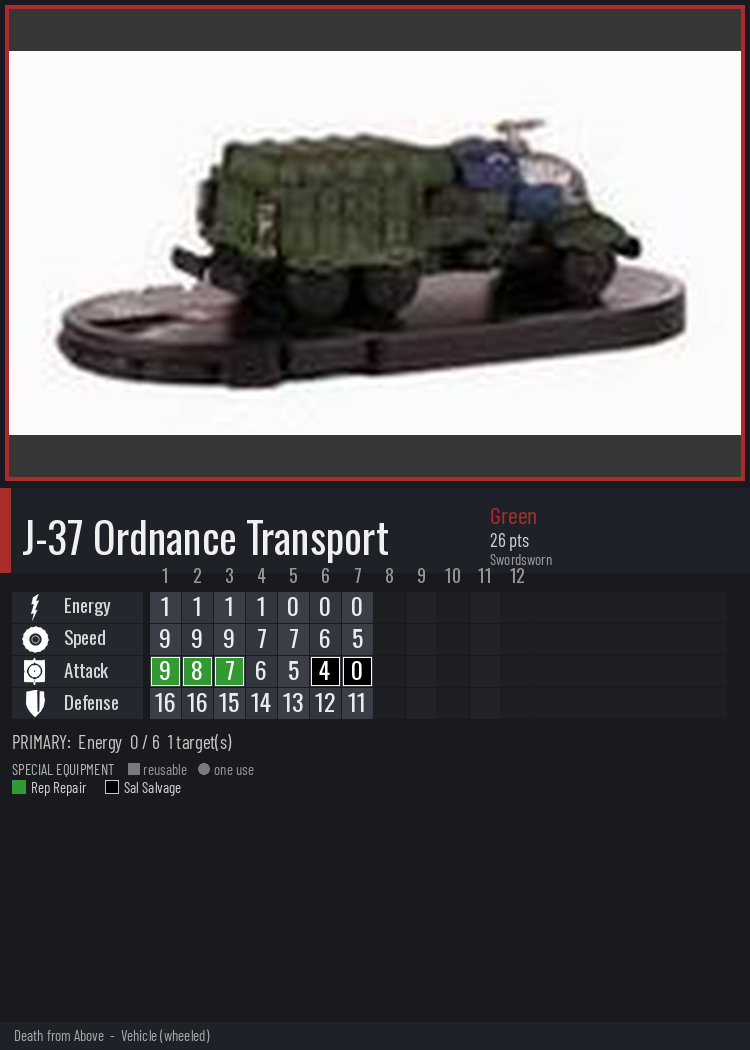 J-37 Ordnance Transport
Green
26 pts
Swordsworn
1 2 3 4 5 6 7 8 9 10 11 12
Energy 1 1 1 1 0 0 0
Speed 9 9 9 7 7 6 5
Attack 9 8 7 6 5 4 0
Defense 16 16 15 14 13 12 11
PRIMARY: Energy 0 / 6 1 target(s)
SPECIAL EQUIPMENT reusable one use
Rep Repair Sal Salvage
Death from Above - Vehicle (wheeled)